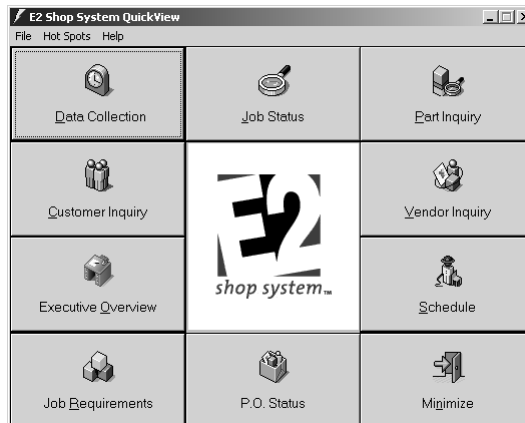 E2 Shop System QuickView
File Hot Spots Help
Data Collection
Job Status
Part Inquiry
Customer Inquiry
E2
shop system™
Vendor Inquiry
Executive Overview
Schedule
Job Requirements
P.O. Status
Minimize